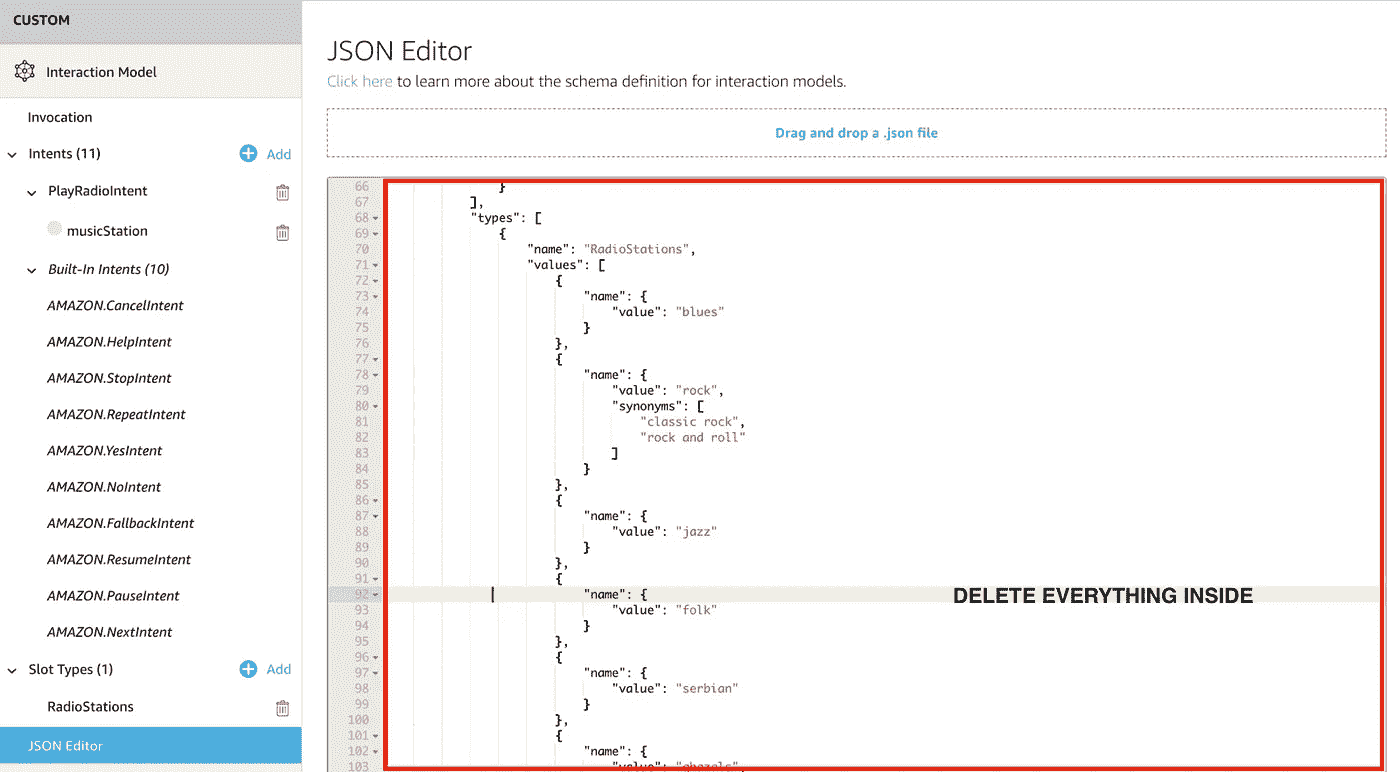 CUSTOM
Interaction Model
Invocation
Intents (11)
Add
PlayRadioIntent
musicStation
Built-In Intents (10)
AMAZON.CancelIntent
AMAZON.HelpIntent
AMAZON.StopIntent
AMAZON.RepeatIntent
AMAZON.YesIntent
AMAZON.NoIntent
AMAZON.FallbackIntent
AMAZON.ResumeIntent
AMAZON.PauseIntent
AMAZON.NextIntent
Slot Types (1)
Add
RadioStations
JSON Editor
JSON Editor
Click here to learn more about the schema definition for interaction models.
Drag and drop a .json file
66 }
67 ],
68 "types": [
69 {
70 "name": "RadioStations",
71 "values": [
72 {
73 "name": {
74 "value": "blues"
75 }
76 },
77 {
78 "name": {
79 "value": "rock",
80 "synonyms": [
81 "classic rock",
82 "rock and roll"
83 ]
84 }
85 },
86 {
87 "name": {
88 "value": "jazz"
89 }
90 },
91 {
92 "name": {
DELETE EVERYTHING INSIDE
93 "value": "folk"
94 }
95 },
96 {
97 "name": {
98 "value": "serbian"
99 }
100 },
101 {
102 "name": {
103 "value": "ghazals",